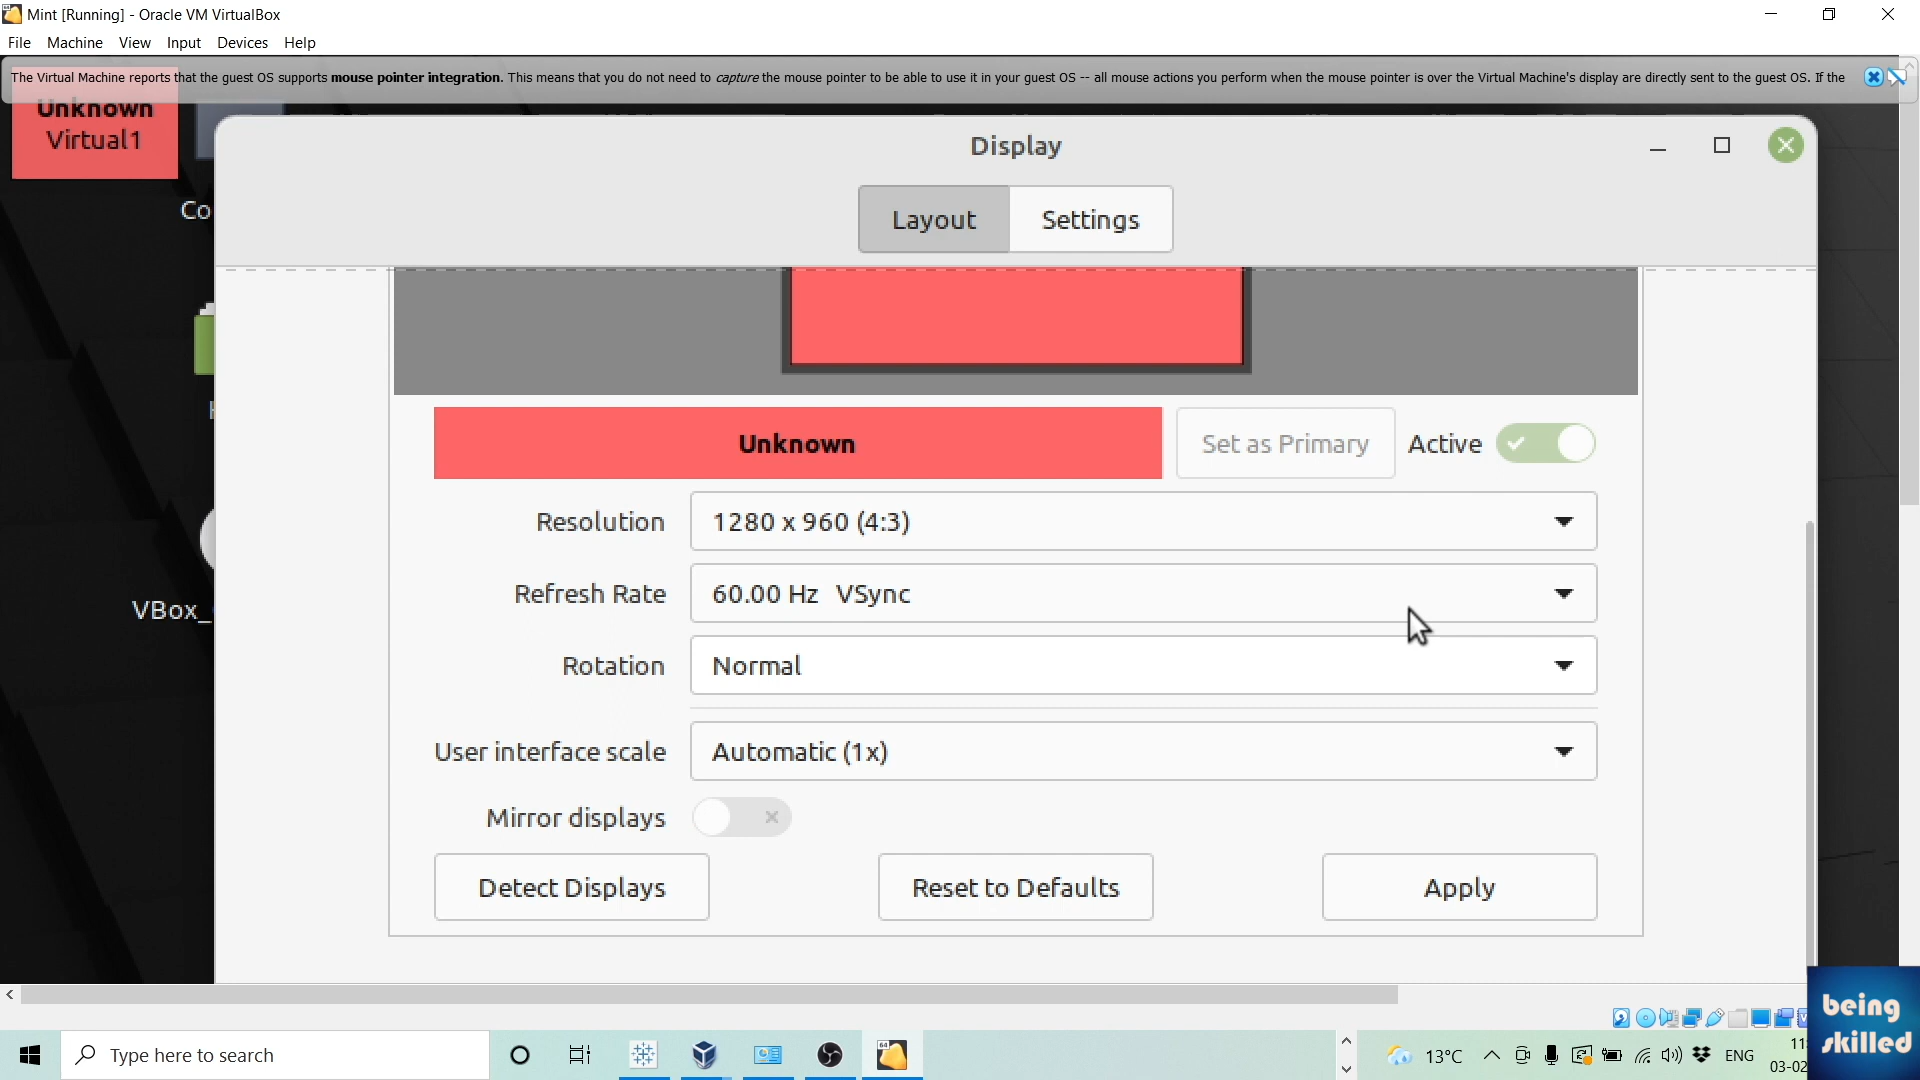 Mint [Running] - Oracle VM VirtualBox
File Machine View Input Devices Help
The Virtual Machine reports that the guest OS supports mouse pointer integration. This means that you do not need to capture the mouse pointer to be able to use it in your guest OS -- all mouse actions you perform when the mouse pointer is over the Virtual Machine's display are directly sent to the guest OS. If the
Unknown
Virtual1
Display
Layout Settings
Co
Unknown Set as Primary Active
Resolution 1280 x 960 (4:3)
Refresh Rate 60.00 Hz VSync
VBox_
Rotation Normal
User interface scale Automatic (1x)
Mirror displays
Detect Displays Reset to Defaults Apply
being
skilled
Type here to search
13°C ENG
11:
03-02